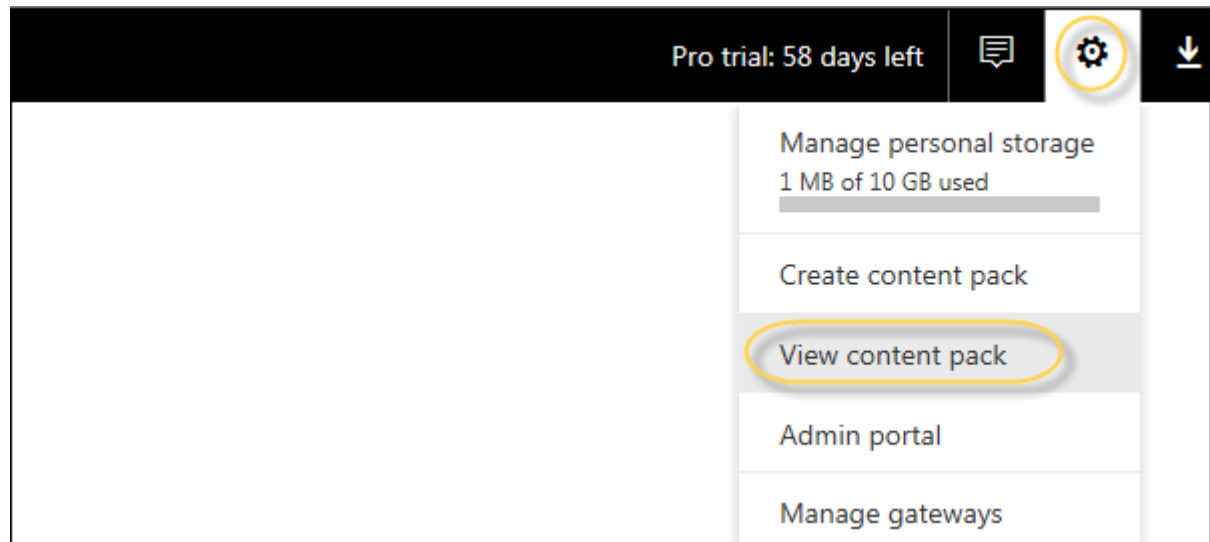 Pro trial: 58 days left
Manage personal storage
1 MB of 10 GB used
Create content pack
View content pack
Admin portal
Manage gateways